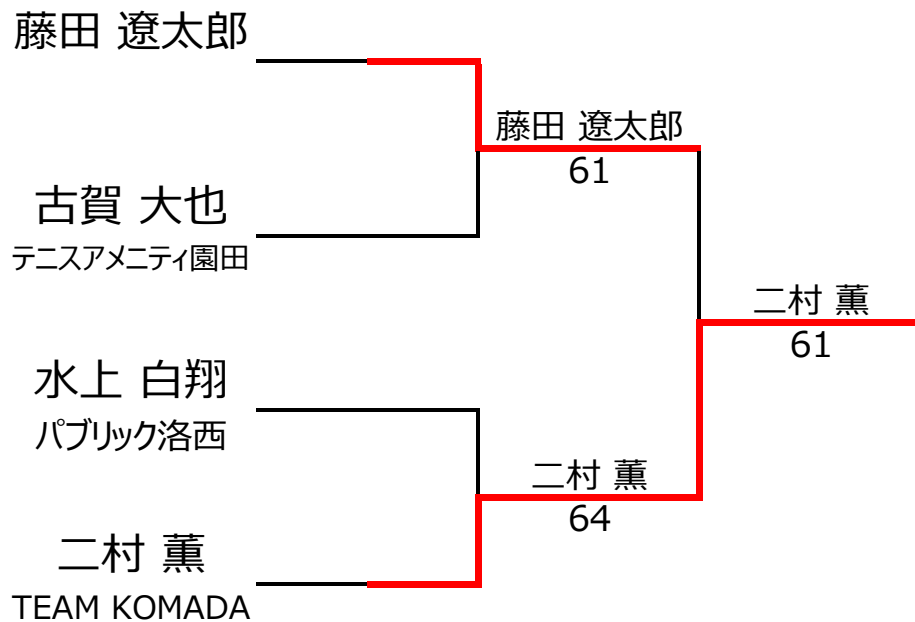 藤田 遼太郎
藤田 遼太郎
61
古賀 大也
テニスアメニティ園田
二村 薫
61
水上 白翔
パブリック洛西
二村 薫
64
二村 薫
TEAM KOMADA